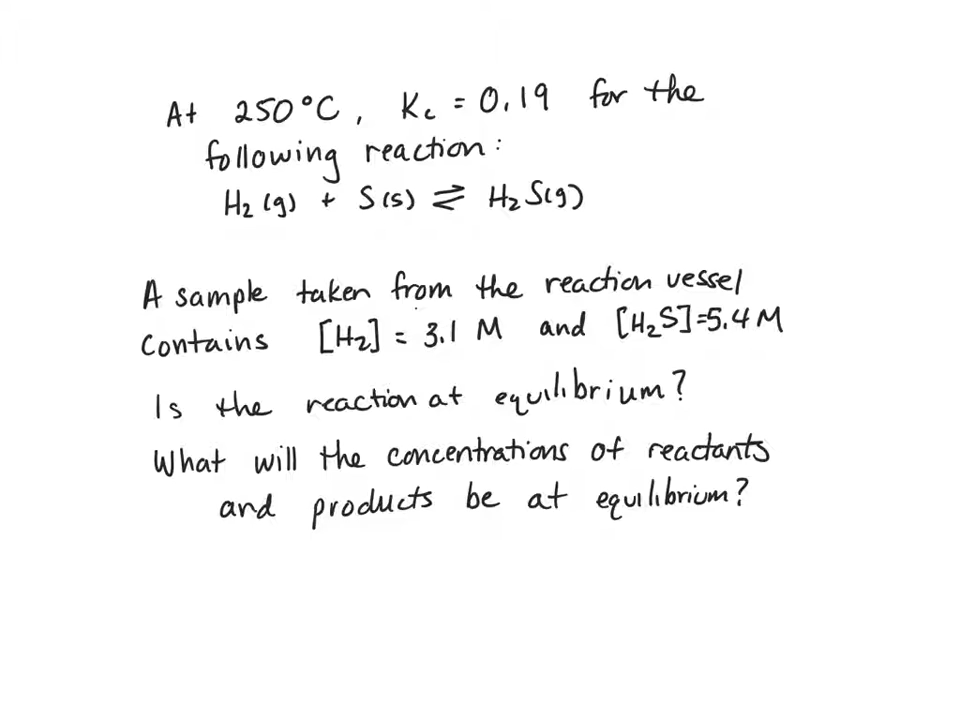 At 250°C, Kc = 0.19 for the
following reaction:
H₂(g) + S(s) ⇌ H₂S(g)
A sample taken from the reaction vessel
contains [H₂] = 3.1 M and [H₂S]=5.4 M
Is the reaction at equilibrium?
What will the concentrations of reactants
and products be at equilibrium?